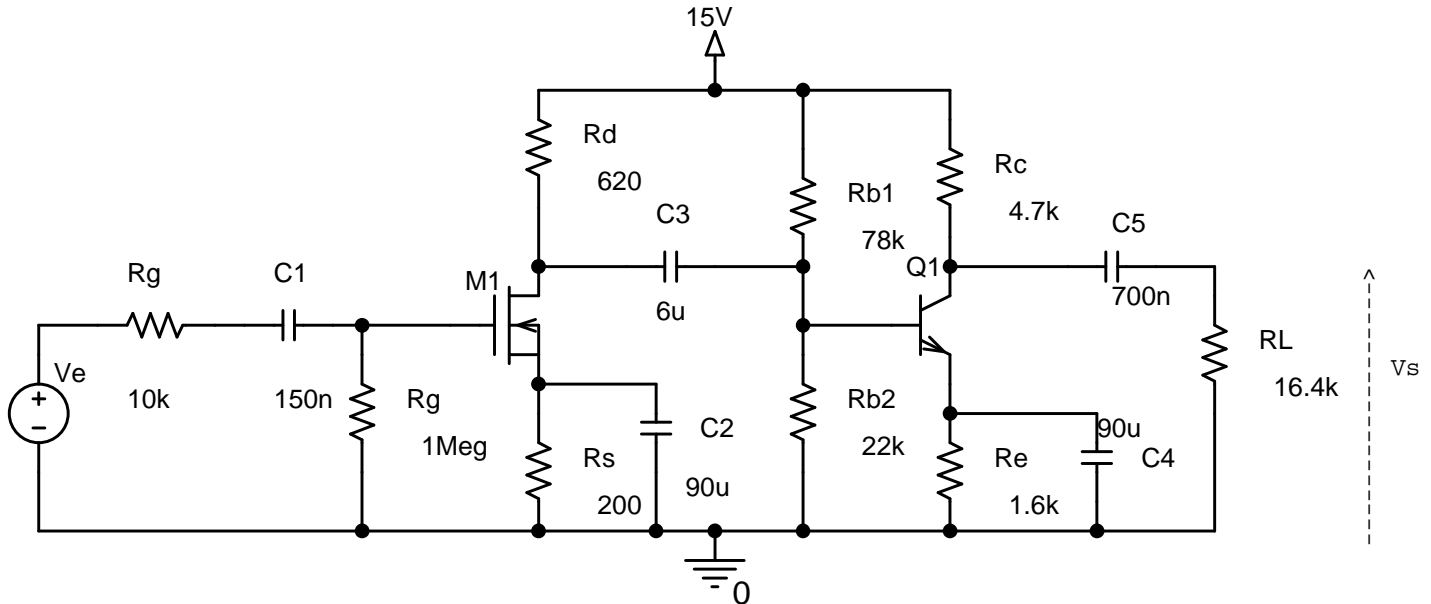 15V
Rd
620
Rc
4.7k
Rb1
78k
C3
6u
C5
700n
Q1
M1
Rg
10k
C1
150n
Ve
Rg
1Meg
RL
16.4k
Vs
Rb2
22k
C2
90u
Rs
200
90u
C4
Re
1.6k
0